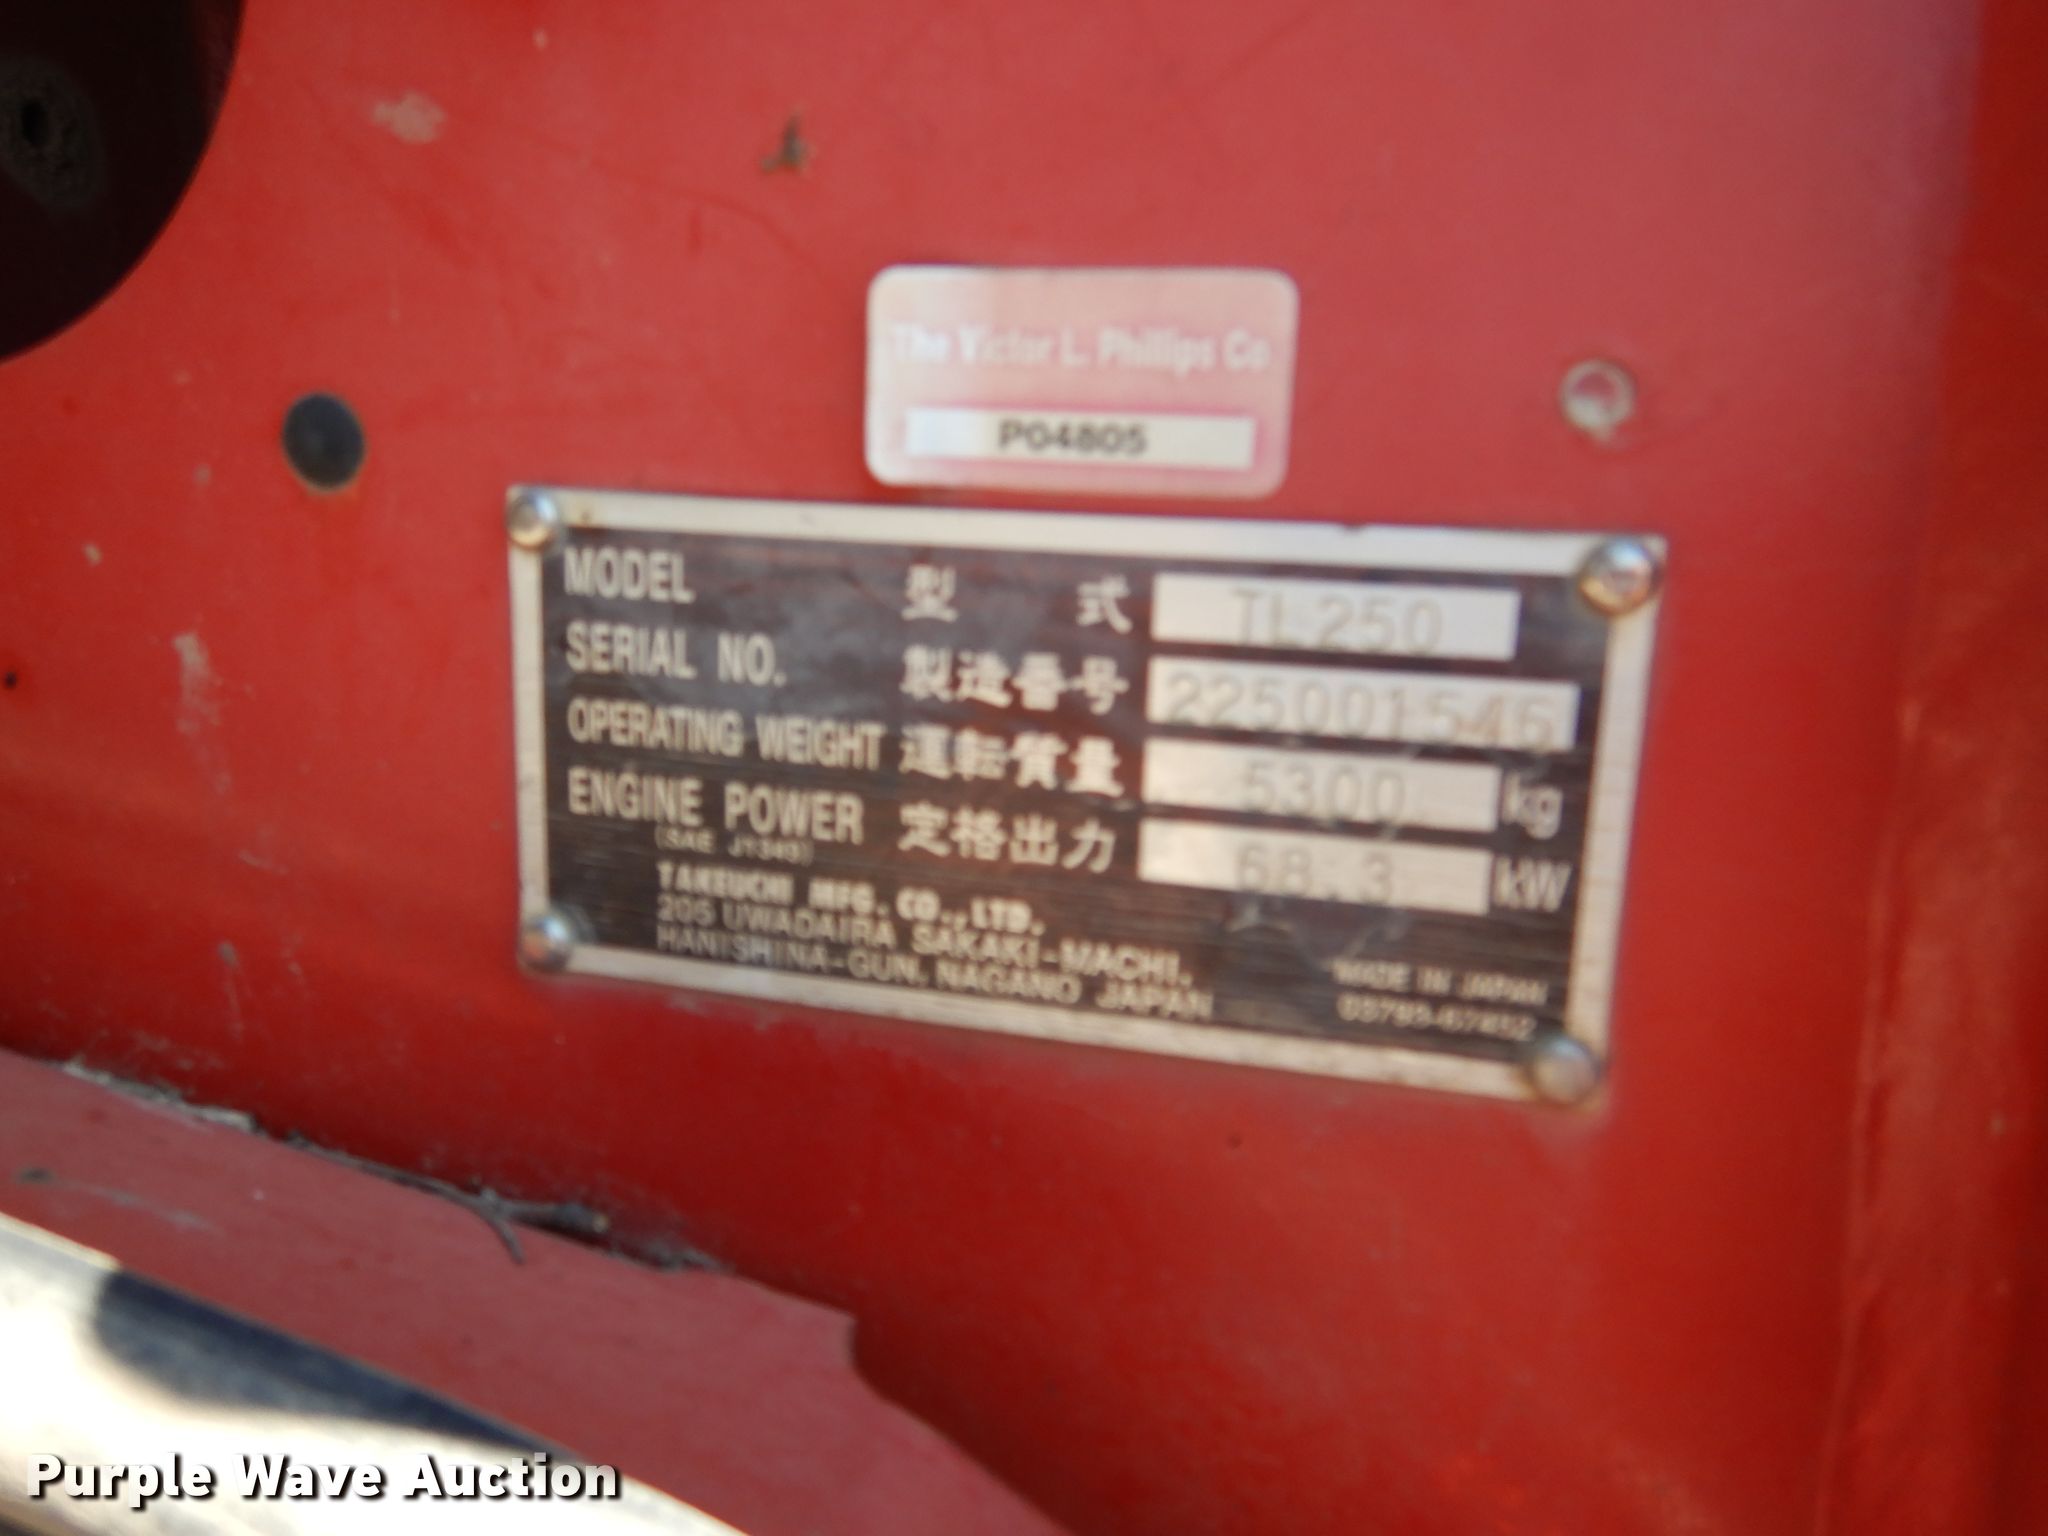 The Victor L. Phillips Co
P04805
MODEL 型 式 TL250
SERIAL NO. 製造番号 225001546
OPERATING WEIGHT 運転質量 5300 kg
ENGINE POWER 定格出力 68.3 kW
(SAE J1349)
TAKEUCHI MFG. CO.,LTD.
205 UWADAIRA SAKAKI-MACHI,
HANISHINA-GUN, NAGANO JAPAN
MADE IN JAPAN
Purple Wave Auction